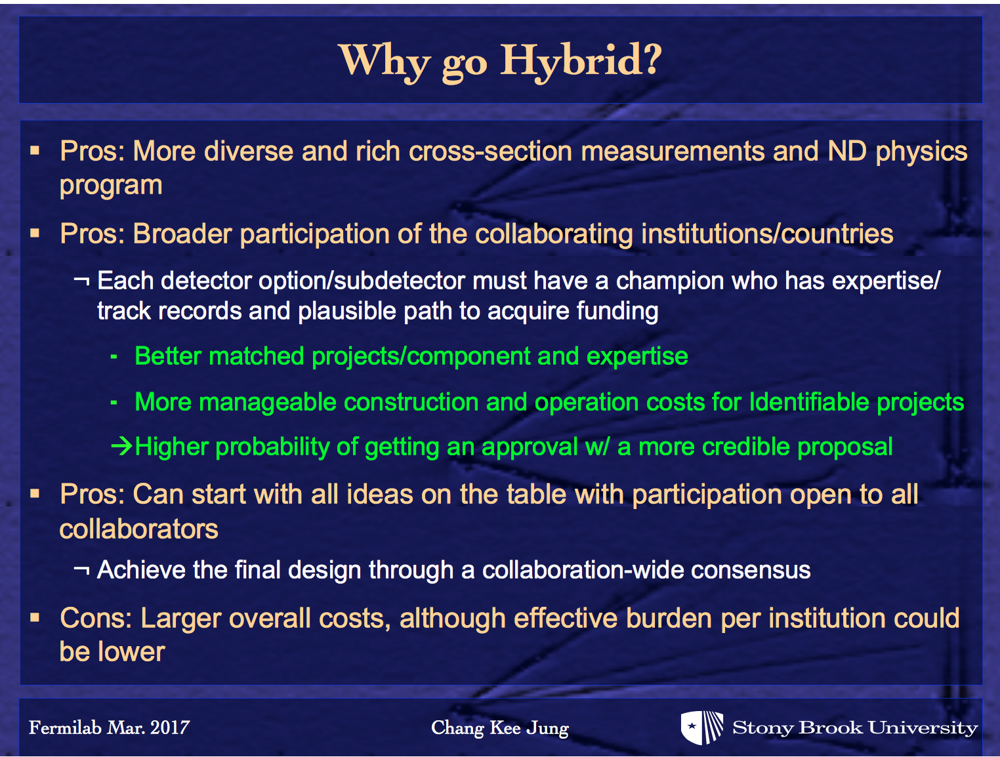 Why go Hybrid?
▪ Pros: More diverse and rich cross-section measurements and ND physics
program
▪ Pros: Broader participation of the collaborating institutions/countries
¬ Each detector option/subdetector must have a champion who has expertise/
track records and plausible path to acquire funding
- Better matched projects/component and expertise
- More manageable construction and operation costs for Identifiable projects
→Higher probability of getting an approval w/ a more credible proposal
▪ Pros: Can start with all ideas on the table with participation open to all
collaborators
¬ Achieve the final design through a collaboration-wide consensus
▪ Cons: Larger overall costs, although effective burden per institution could
be lower
Fermilab Mar. 2017
Chang Kee Jung
Stony Brook University